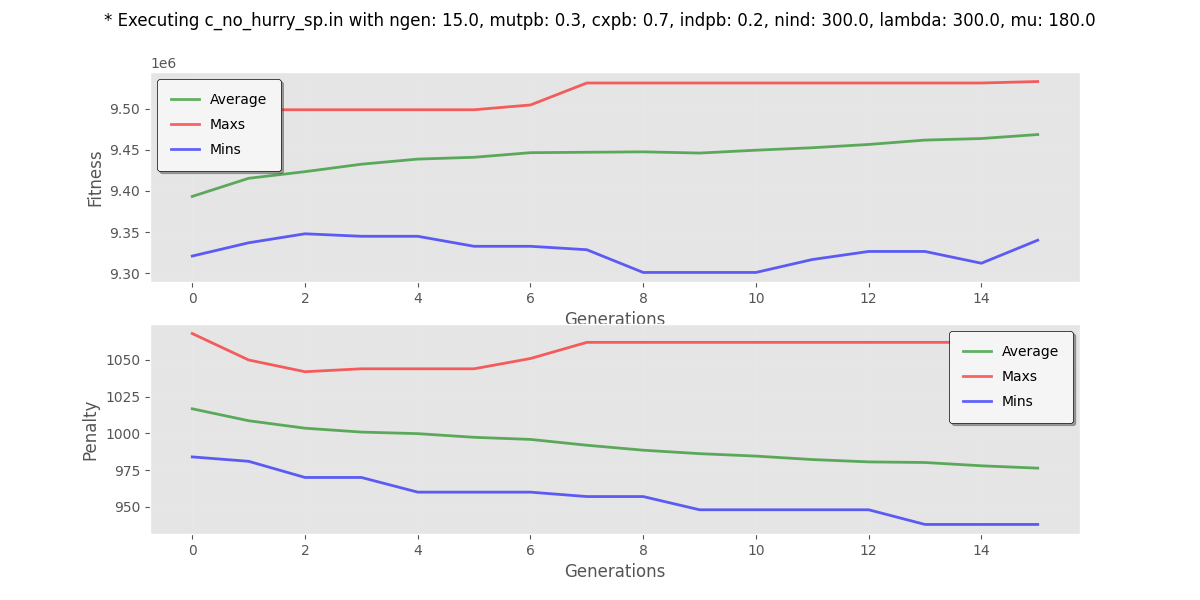 * Executing c_no_hurry_sp.in with ngen: 15.0, mutpb: 0.3, cxpb: 0.7, indpb: 0.2, nind: 300.0, lambda: 300.0, mu: 180.0
1e6
Average
Maxs
Mins
9.50
9.45
9.40
9.35
9.30
Fitness
0 2 4 6 8 10 12 14
Generations
Average
Maxs
Mins
1050
1025
1000
975
950
Penalty
0 2 4 6 8 10 12 14
Generations